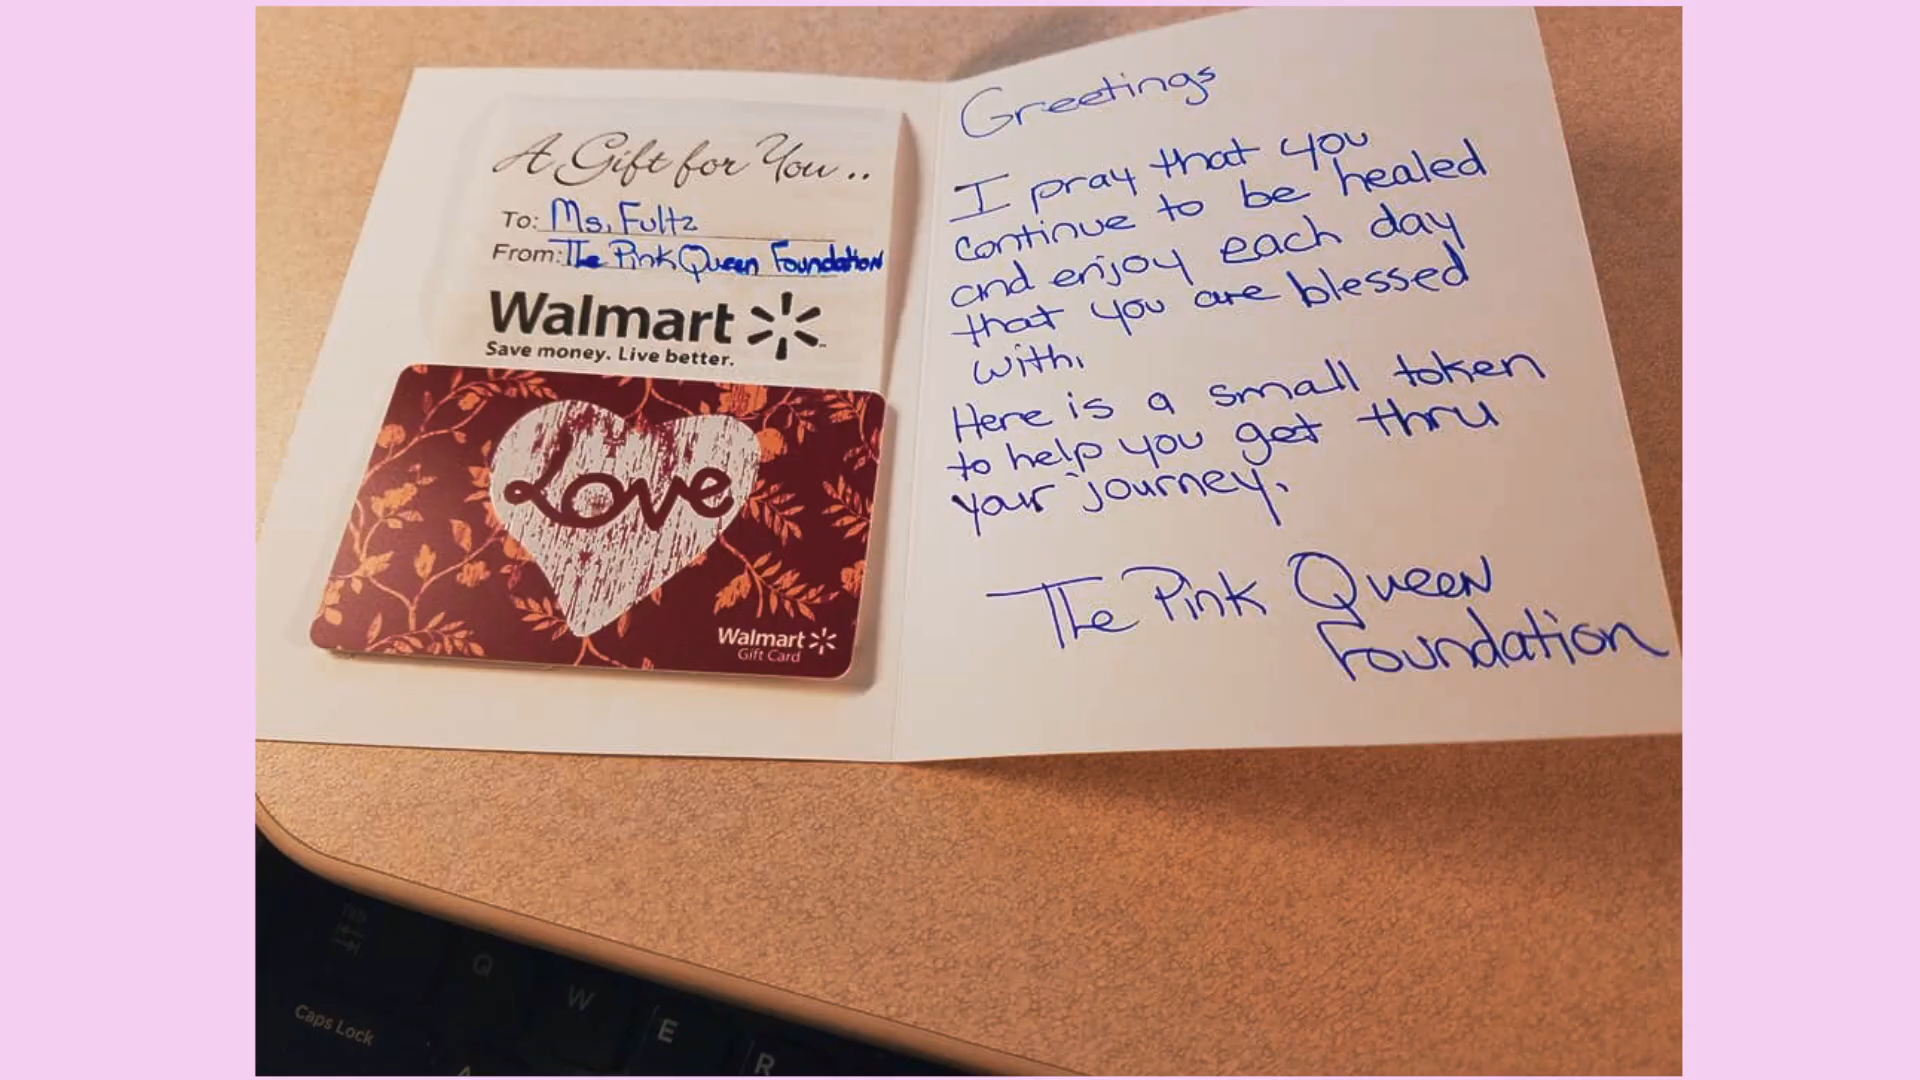 A Gift for You..
To: Ms. Fultz
From: The Pink Queen Foundation
Walmart
Save money. Live better.
Love
Walmart
Gift Card
Greetings
I pray that you
continue to be healed
and enjoy each day
that you are blessed
with.
Here is a small token
to help you get thru
your journey.
The Pink Queen
Foundation
Tab
Q
W
E
R
Caps Lock
A